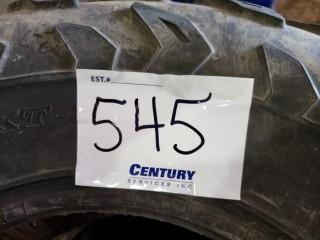 EST.#
545
CENTURY
SERVICES INC